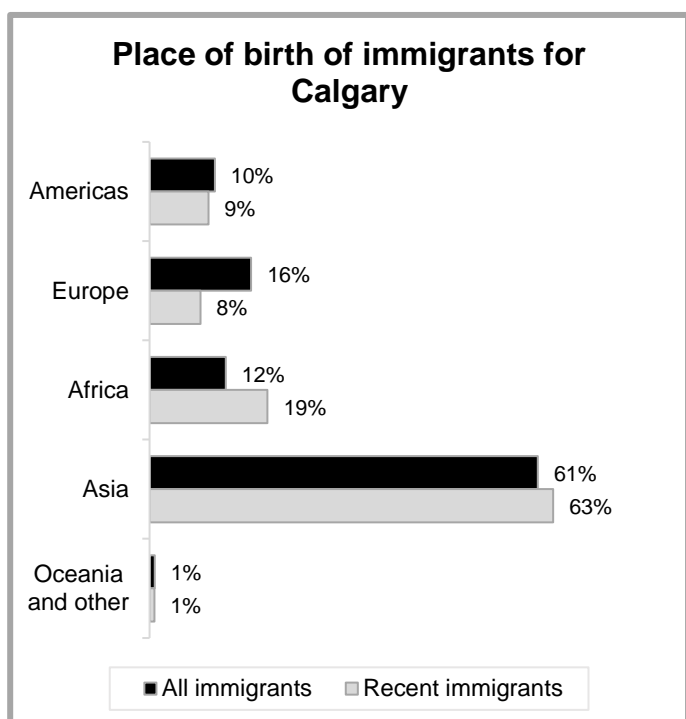 Place of birth of immigrants for
Calgary
Americas
10%
9%
Europe
16%
8%
Africa
12%
19%
Asia
61%
63%
Oceania
and other
1%
1%
All immigrants
Recent immigrants